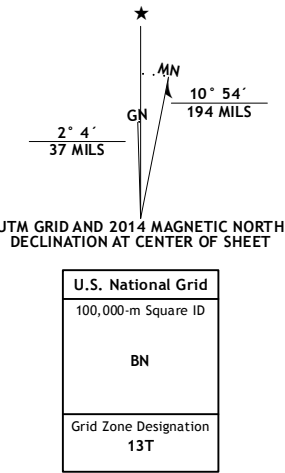 ★
MN
10° 54´
194 MILS
GN
2° 4´
37 MILS
UTM GRID AND 2014 MAGNETIC NORTH
DECLINATION AT CENTER OF SHEET
U.S. National Grid
100,000-m Square ID
BN
Grid Zone Designation
13T